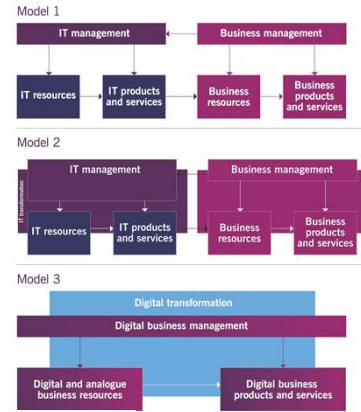 Model 1
IT management
Business management
IT resources
IT products
and services
Business
resources
Business
products
and services
Model 2
IT transformation
IT management
Business management
IT resources
IT products
and services
Business
resources
Business
products
and services
Model 3
Digital transformation
Digital business management
Digital and analogue
business resources
Digital business
products and services